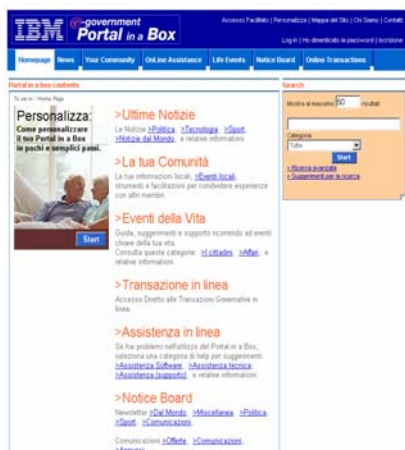 IBM e-government Portal in a Box
Accesso Facilitato | Personalizza | Mappa del Sito | Chi Siamo | Contatti
Log in | Ho dimenticato la password | Iscrizione
Homepage News Your Community OnLine Assistance Life Events Notice Board Online Transactions
Portal in a box contents
Tu sei in : Home Page
Personalizza:
Come personalizzare
il tuo Portal in a Box
in pochi e semplici passi.
Start
>Ultime Notizie
Le Notizie >Politica, >Tecnologia, >Sport,
>Notizie dal Mondo, e relative informazioni
>La tua Comunità
Le tue informazioni locali, >Eventi locali,
strumenti e facilitazioni per condividere esperienze
con altri membri.
>Eventi della Vita
Guida, suggerimenti e supporto ricorrendo ad eventi
chiave della tua vita.
Consulta queste categorie: >I cittadini, >Affari, e
relative informazioni.
>Transazione in linea
Accesso Diretto alle Transazioni Governative in
linea.
>Assistenza in linea
Se hai problemi nell'utilizzo del Portal in a Box,
seleziona una categoria di help per suggerimenti
>Assistenza Software, >Assistenza tecnica,
>Assistenza (supporto), e relative informazioni
>Notice Board
Newsletter >Dal Mondo, >Miscellanea, >Politica,
>Sport, >Comunicazioni,
Comunicazioni >Offerte, >Comunicazioni,
>Annunci
Search
Mostra al massimo 50 risultati
Categoria
Tutte
Start
> Ricerca avanzata
> Suggerimenti per la ricerca